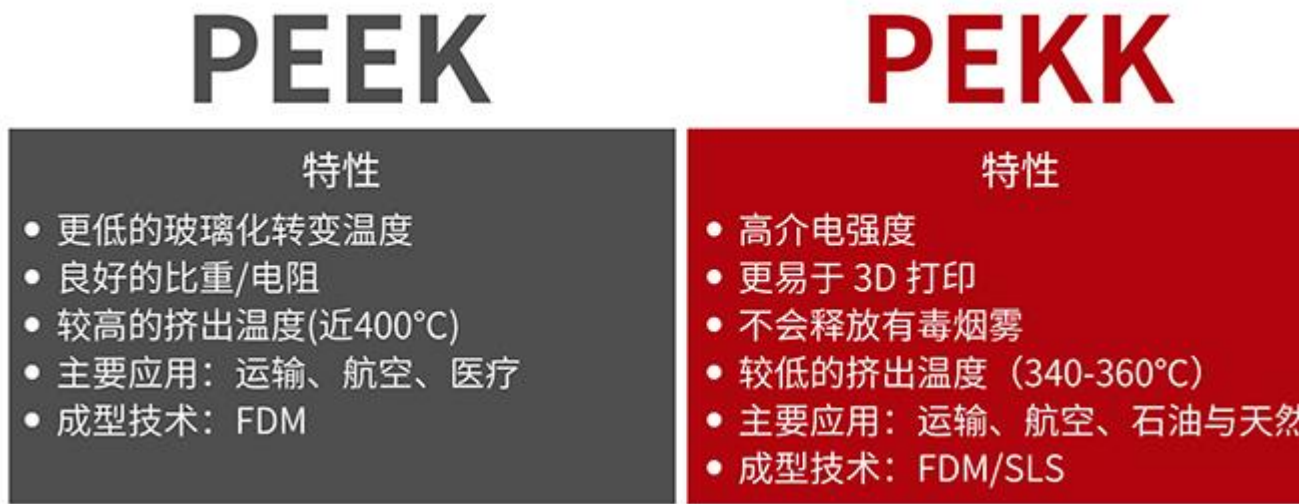 PEEK
特性
• 更低的玻璃化转变温度
• 良好的比重/电阻
• 较高的挤出温度(近400°C)
• 主要应用：运输、航空、医疗
• 成型技术：FDM
PEKK
特性
• 高介电强度
• 更易于 3D 打印
• 不会释放有毒烟雾
• 较低的挤出温度（340-360°C）
• 主要应用：运输、航空、石油与天然
• 成型技术：FDM/SLS